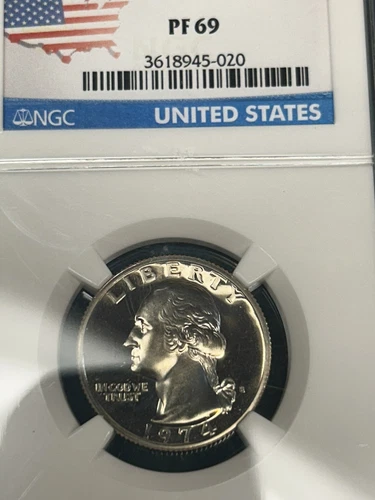 PF 69
3618945-020
NGC
UNITED STATES
LIBERTY
IN GOD WE
TRUST
S
1974